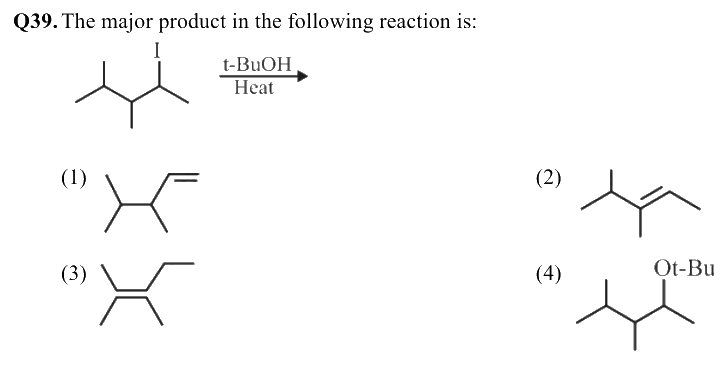 Q39. The major product in the following reaction is:
I
t-BuOH
Heat
(1)
(2)
(3)
(4)
Ot-Bu